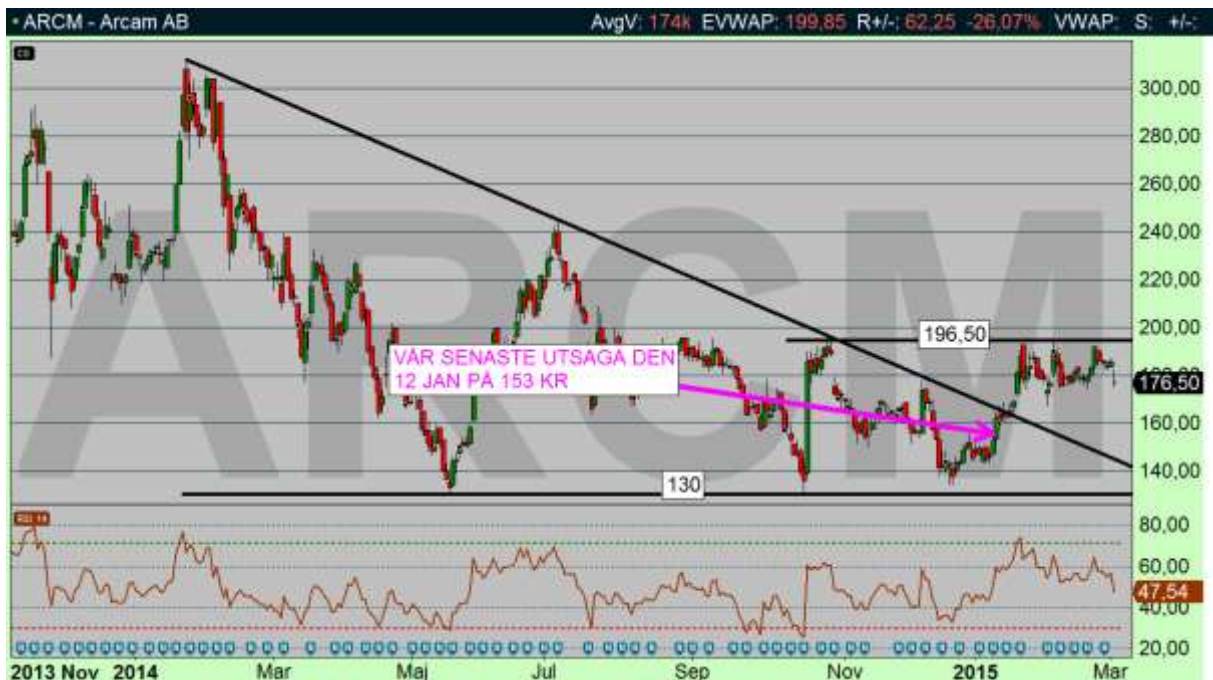 ARCM - Arcam AB AvgV: 174k EVWAP: 199,85 R+/-: 62,25 -26,07% VWAP: S: +/-:
300,00
280,00
260,00
240,00
220,00
200,00
196,50
VÅR SENASTE UTSAGA DEN
12 JAN PÅ 153 KR
176,50
160,00
140,00
130
ARCM
RSI 14
80,00
60,00
47,54
40,00
20,00
2013 Nov 2014 Mar Maj Jul Sep Nov 2015 Mar